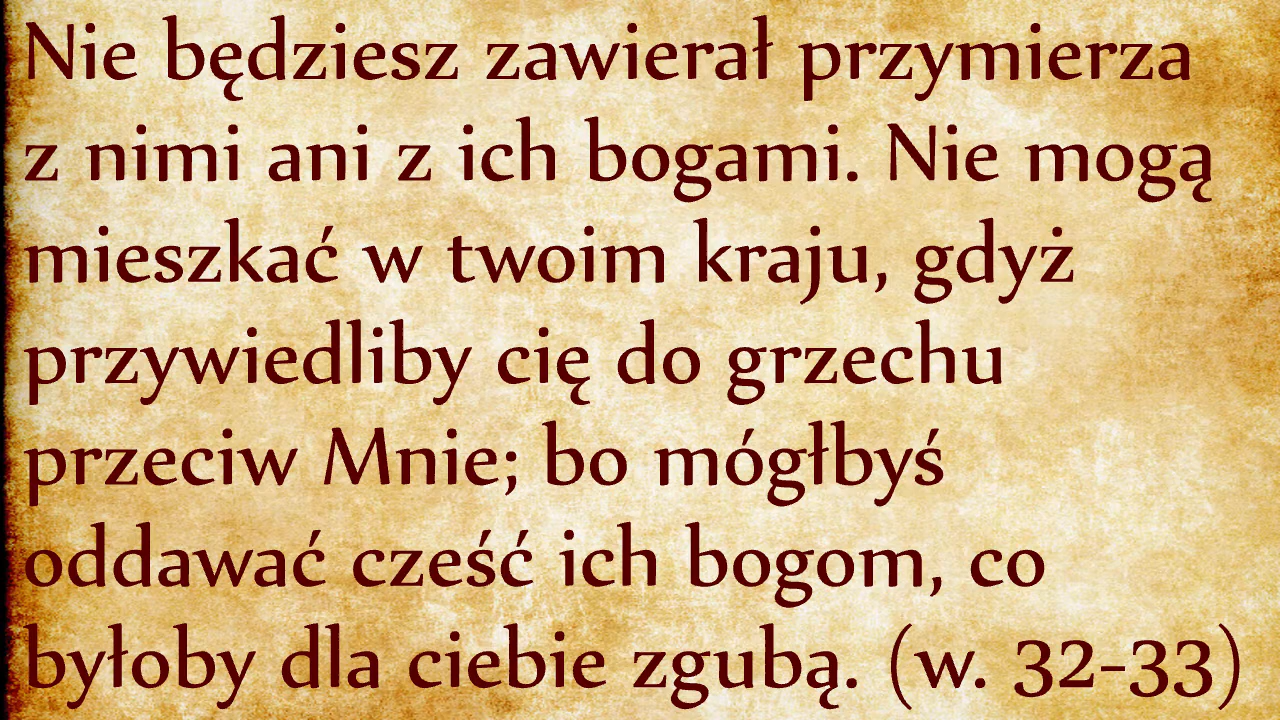 Nie będziesz zawierał przymierza
z nimi ani z ich bogami. Nie mogą
mieszkać w twoim kraju, gdyż
przywiedliby cię do grzechu
przeciw Mnie; bo mógłbyś
oddawać cześć ich bogom, co
byłoby dla ciebie zgubą. (w. 32-33)